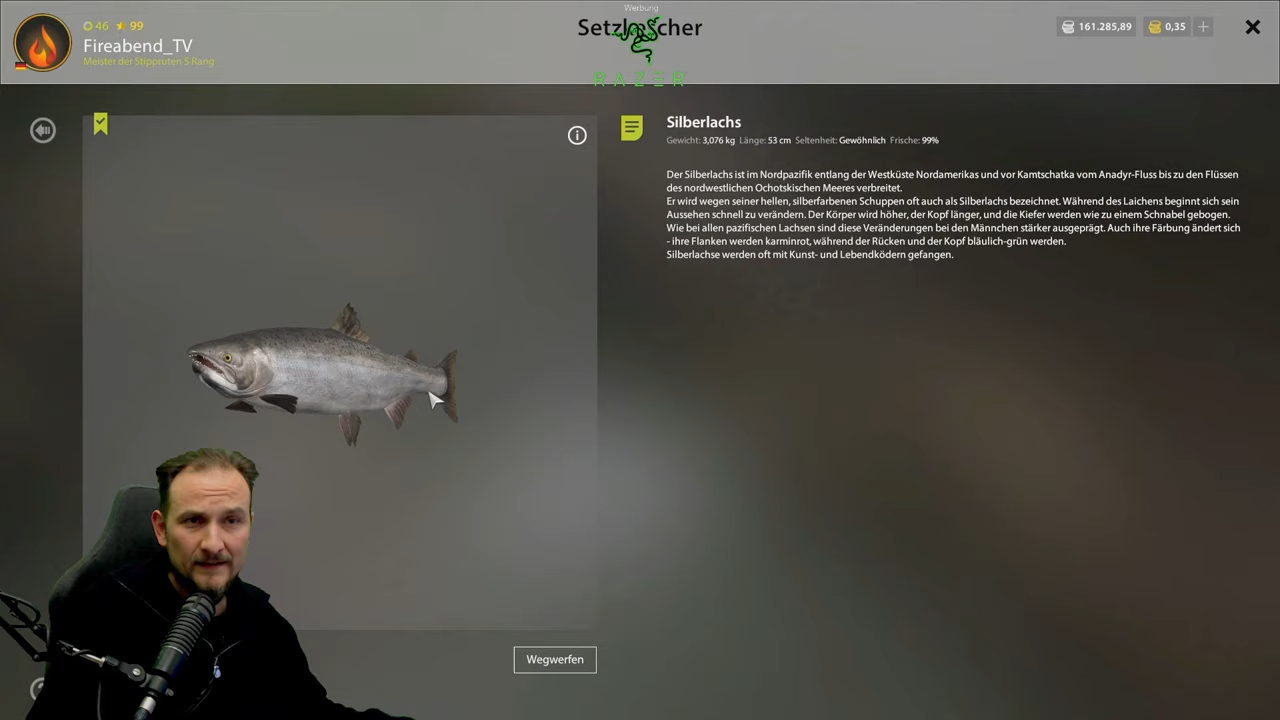 Werbung
46 99
Setzkescher
161.285,89
0,35
Fireabend_TV
Meister der Stippruten 5 Rang
RAZER
Silberlachs
Gewicht: 3,076 kg Länge: 53 cm Seltenheit: Gewöhnlich Frische: 99%
Der Silberlachs ist im Nordpazifik entlang der Westküste Nordamerikas und vor Kamtschatka vom Anadyr-Fluss bis zu den Flüssen
des nordwestlichen Ochotskischen Meeres verbreitet.
Er wird wegen seiner hellen, silberfarbenen Schuppen oft auch als Silberlachs bezeichnet. Während des Laichens beginnt sich sein
Aussehen schnell zu verändern. Der Körper wird höher, der Kopf länger, und die Kiefer werden wie zu einem Schnabel gebogen.
Wie bei allen pazifischen Lachsen sind diese Veränderungen bei den Männchen stärker ausgeprägt. Auch ihre Färbung ändert sich
- ihre Flanken werden karminrot, während der Rücken und der Kopf bläulich-grün werden.
Silberlachse werden oft mit Kunst- und Lebendködern gefangen.
Wegwerfen